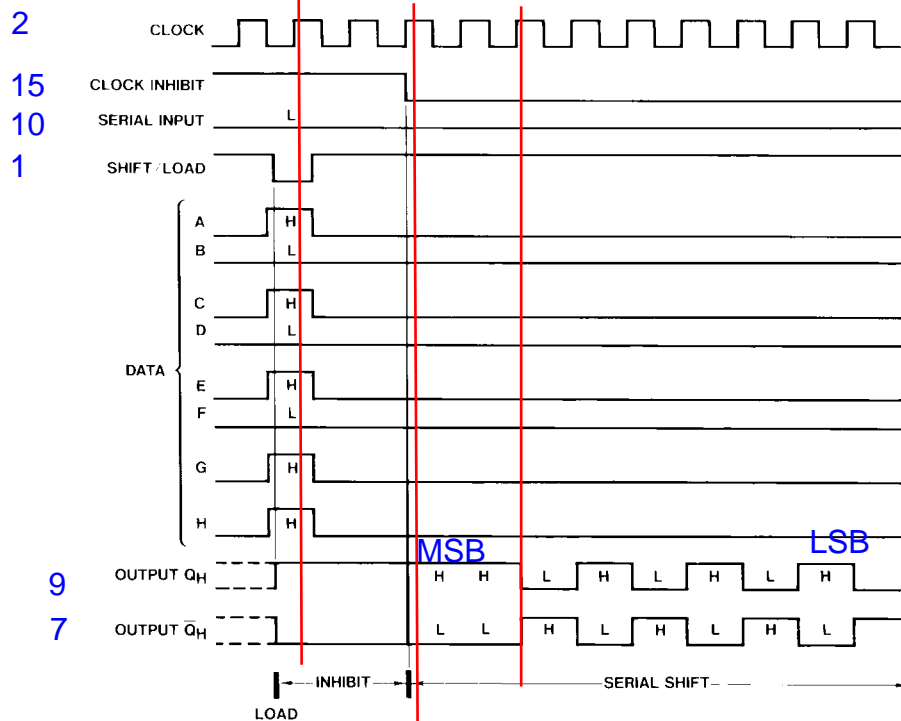 2 CLOCK
15 CLOCK INHIBIT
10 SERIAL INPUT L
1 SHIFT/LOAD
A H
B L
C H
D L
DATA
E H
F L
G H
H H
MSB LSB
9 OUTPUT QH H H L H L H L H
7 OUTPUT Q̅H L L H L H L H L
INHIBIT SERIAL SHIFT
LOAD